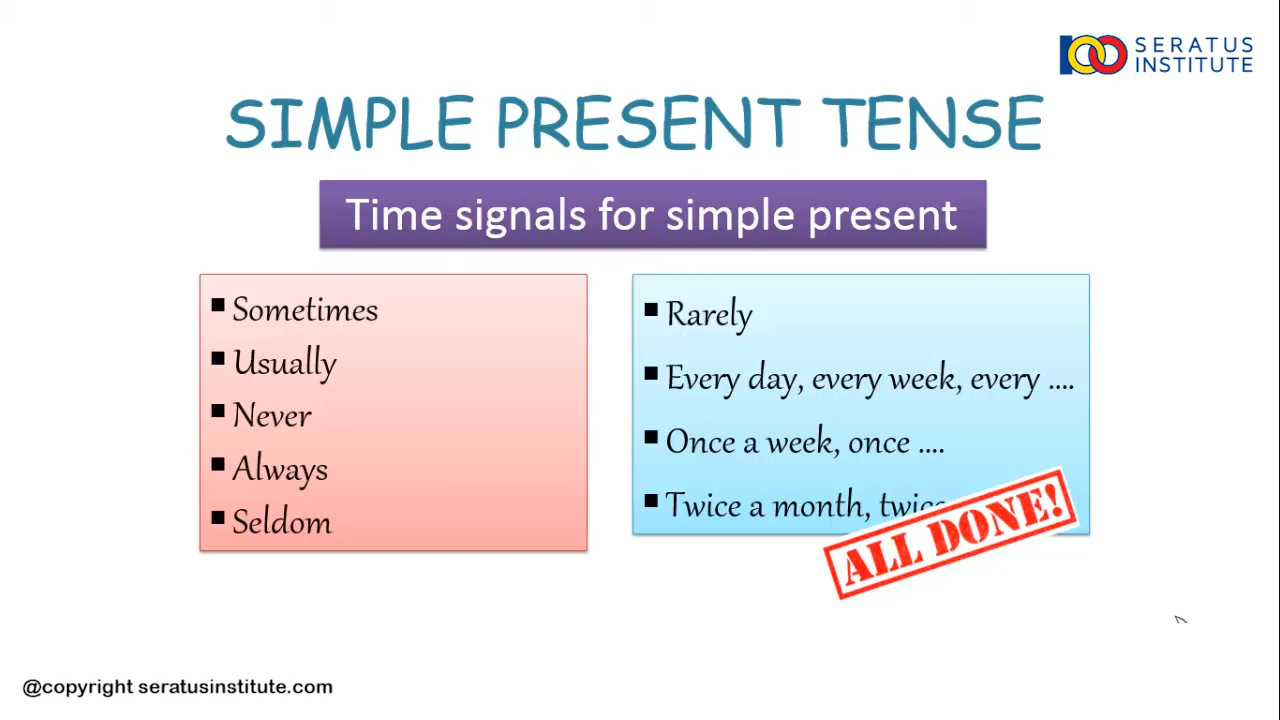 SERATUS
INSTITUTE
SIMPLE PRESENT TENSE
Time signals for simple present
Sometimes
Usually
Never
Always
Seldom
Rarely
Every day, every week, every ....
Once a week, once ....
Twice a month, twice
ALL DONE!
@copyright seratusinstitute.com